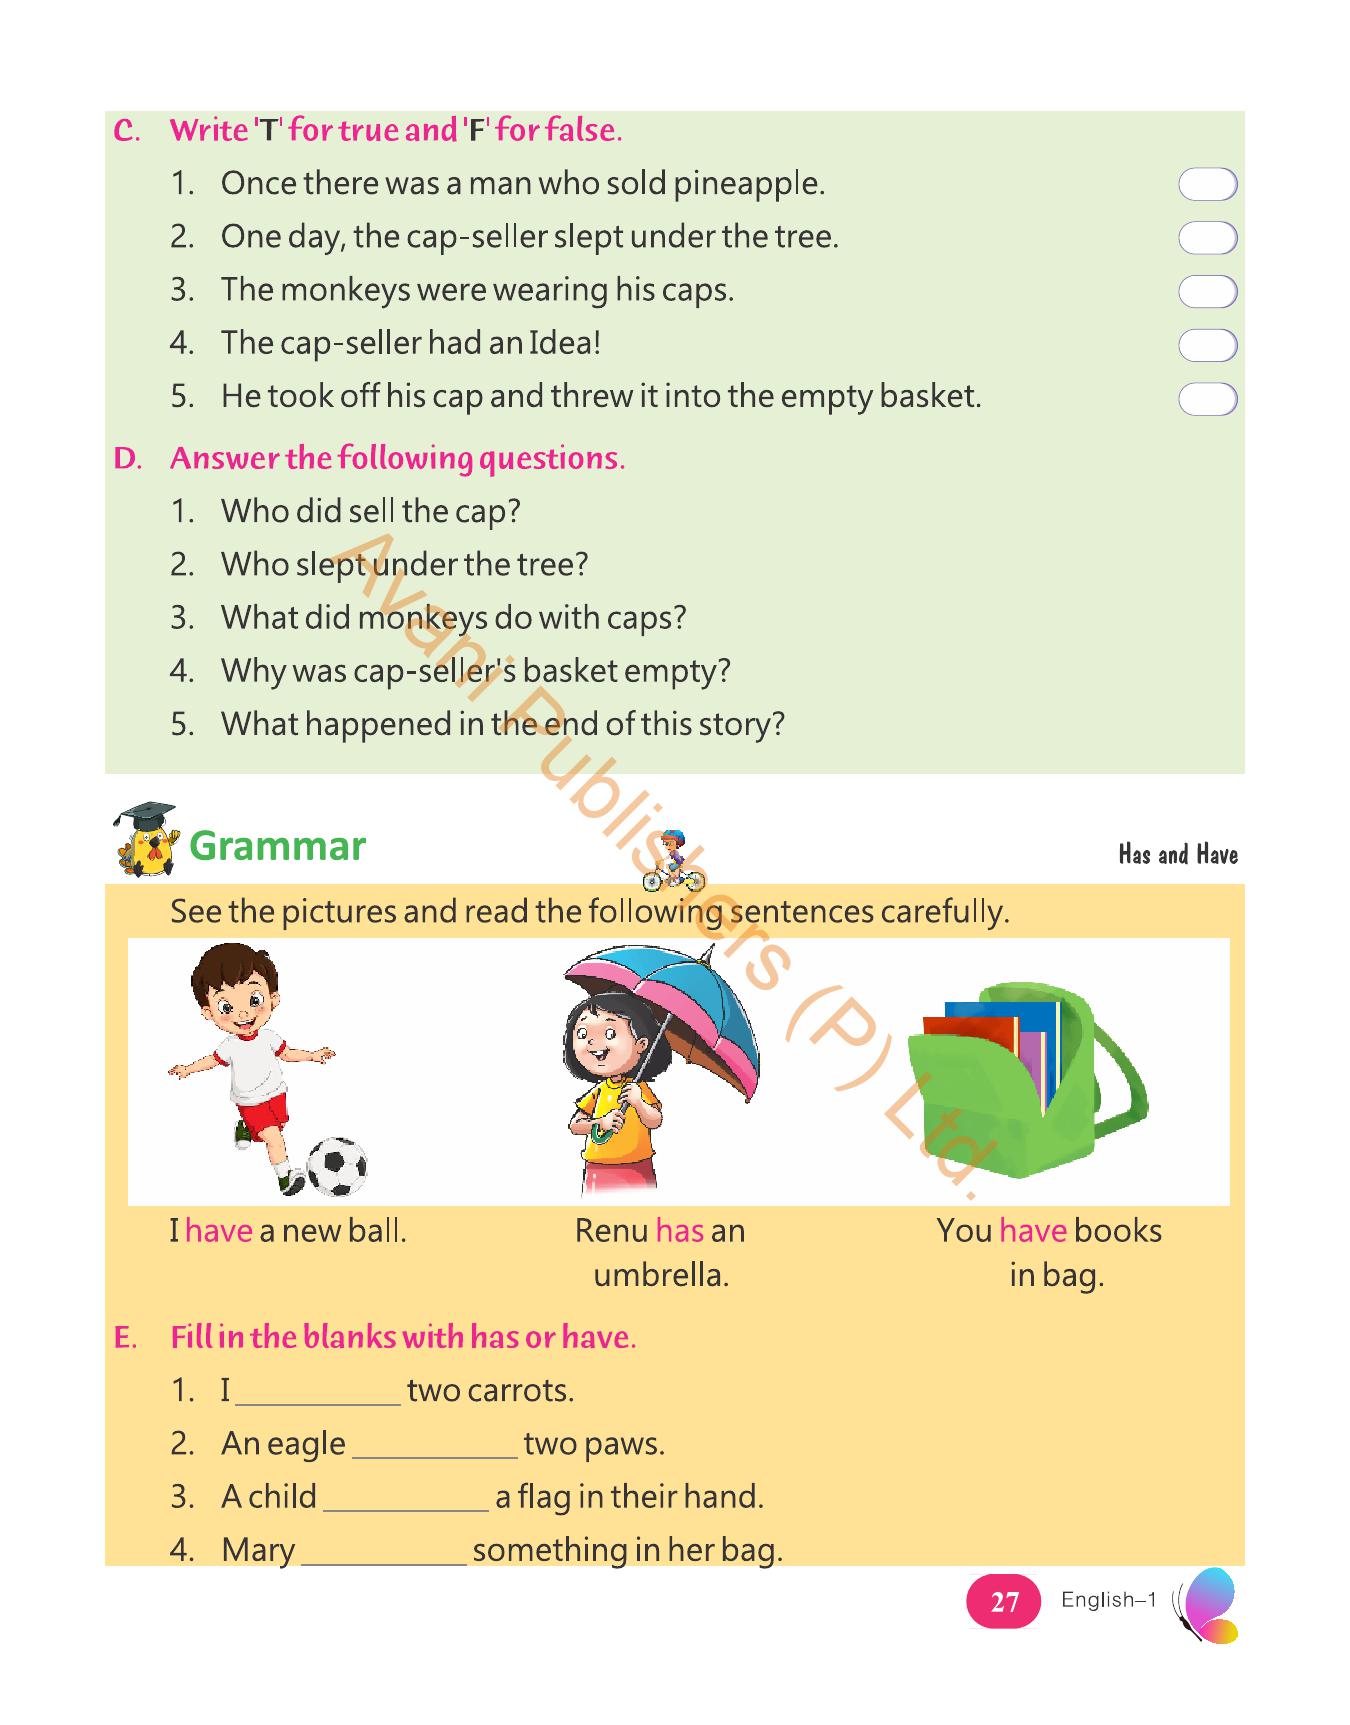 C. Write 'T' for true and 'F' for false.
1. Once there was a man who sold pineapple.
2. One day, the cap-seller slept under the tree.
3. The monkeys were wearing his caps.
4. The cap-seller had an Idea!
5. He took off his cap and threw it into the empty basket.
D. Answer the following questions.
1. Who did sell the cap?
2. Who slept under the tree?
3. What did monkeys do with caps?
4. Why was cap-seller's basket empty?
5. What happened in the end of this story?
Avani Publishers (P) Ltd.
Grammar
Has and Have
See the pictures and read the following sentences carefully.
I have a new ball.
Renu has an
umbrella.
You have books
in bag.
E. Fill in the blanks with has or have.
1. I __________ two carrots.
2. An eagle __________ two paws.
3. A child __________ a flag in their hand.
4. Mary __________ something in her bag.
27
English–1